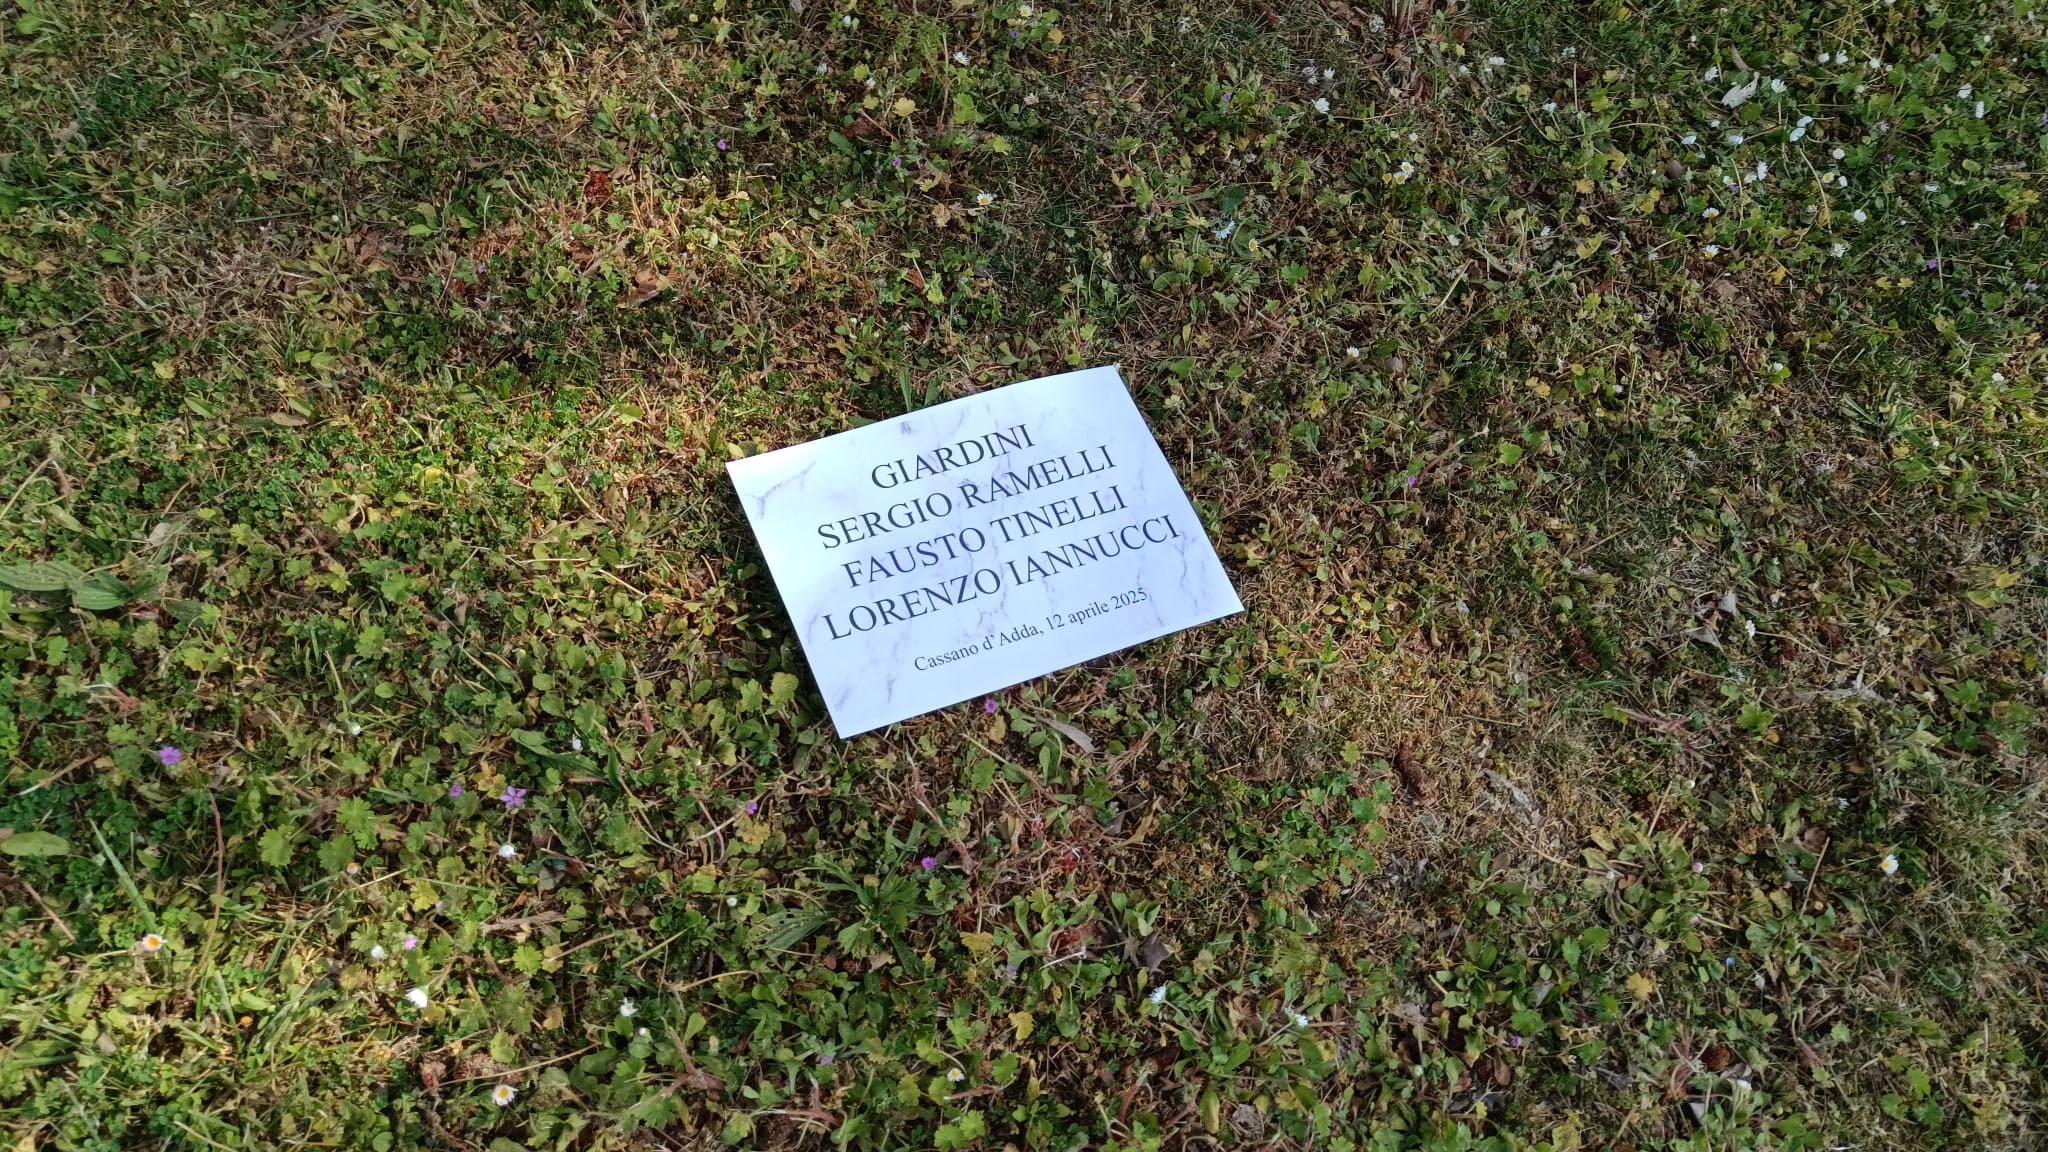 GIARDINI
SERGIO RAMELLI
FAUSTO TINELLI
LORENZO IANNUCCI
Cassano d’Adda, 12 aprile 2025